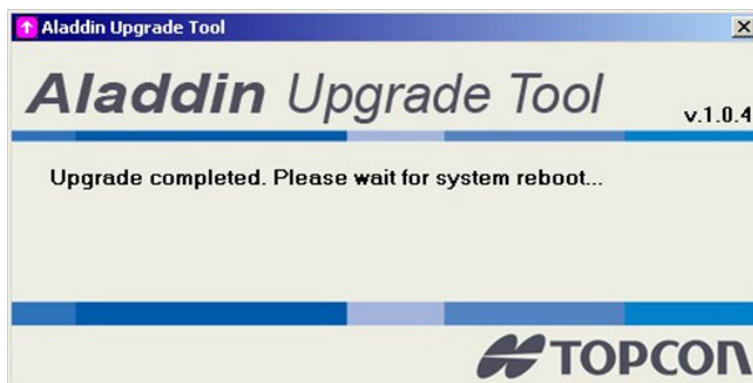 Aladdin Upgrade Tool
Aladdin Upgrade Tool
v.1.0.4
Upgrade completed. Please wait for system reboot...
TOPCON